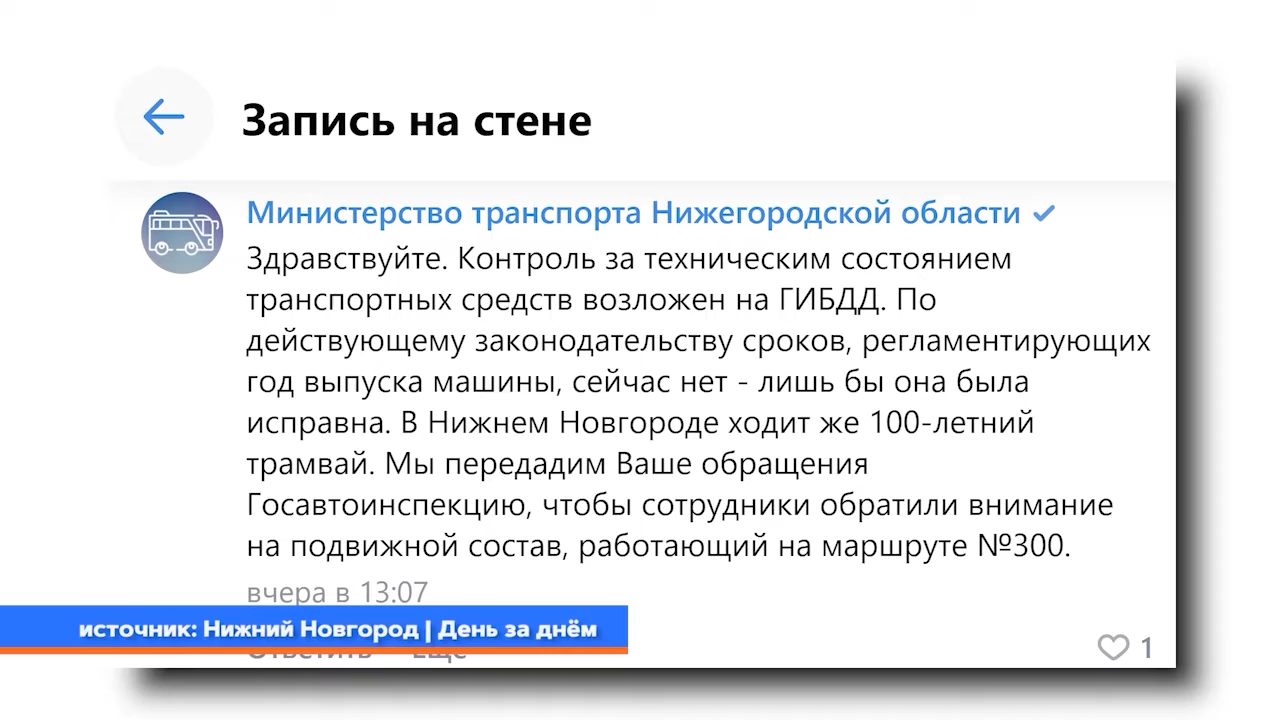 Запись на стене
Министерство транспорта Нижегородской области
Здравствуйте. Контроль за техническим состоянием
транспортных средств возложен на ГИБДД. По
действующему законодательству сроков, регламентирующих
год выпуска машины, сейчас нет - лишь бы она была
исправна. В Нижнем Новгороде ходит же 100-летний
трамвай. Мы передадим Ваше обращения
Госавтоинспекцию, чтобы сотрудники обратили внимание
на подвижной состав, работающий на маршруте №300.
вчера в 13:07
источник: Нижний Новгород | День за днём
Ответить Ещё
1